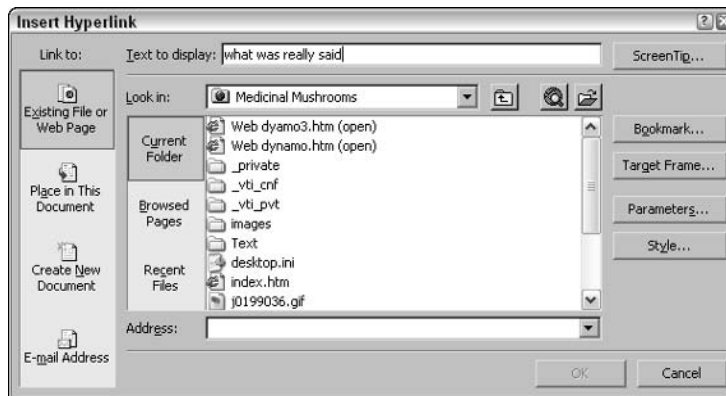 Insert Hyperlink
Link to:
Text to display: what was really said
ScreenTip...
Existing File or
Web Page
Look in: Medicinal Mushrooms
Current
Folder
Web dyamo3.htm (open)
Web dynamo.htm (open)
_private
_vti_cnf
_vti_pvt
images
Text
desktop.ini
index.htm
j0199036.gif
Bookmark...
Target Frame...
Parameters...
Style...
Place in This
Document
Browsed
Pages
Create New
Document
Recent
Files
Address:
E-mail Address
OK
Cancel